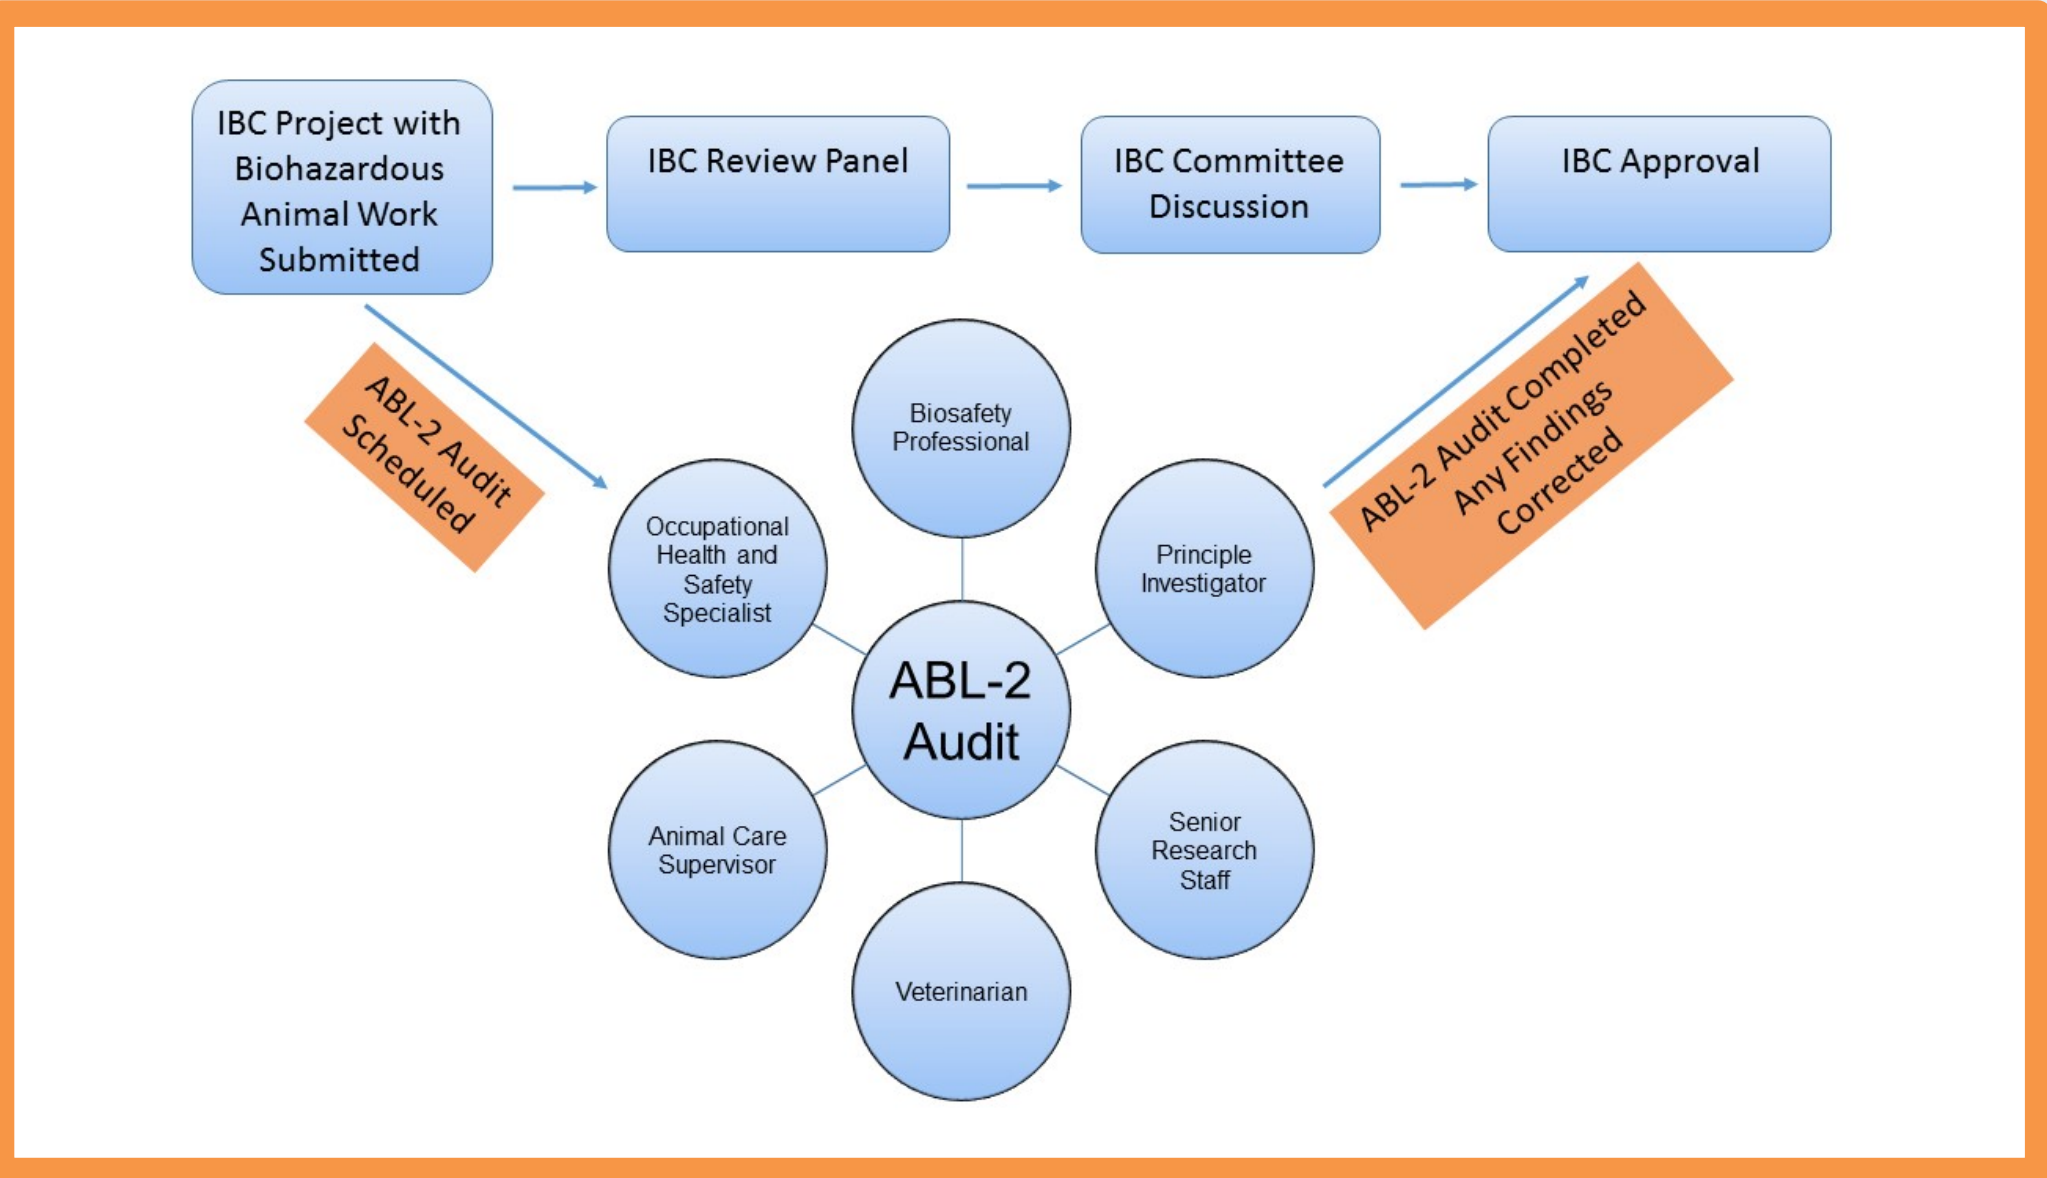 IBC Project with
Biohazardous
Animal Work
Submitted
IBC Review Panel
IBC Committee
Discussion
IBC Approval
ABL-2 Audit
Scheduled
ABL-2 Audit Completed
Any Findings
Corrected
Biosafety
Professional
Occupational
Health and
Safety
Specialist
Principle
Investigator
ABL-2
Audit
Animal Care
Supervisor
Senior
Research
Staff
Veterinarian